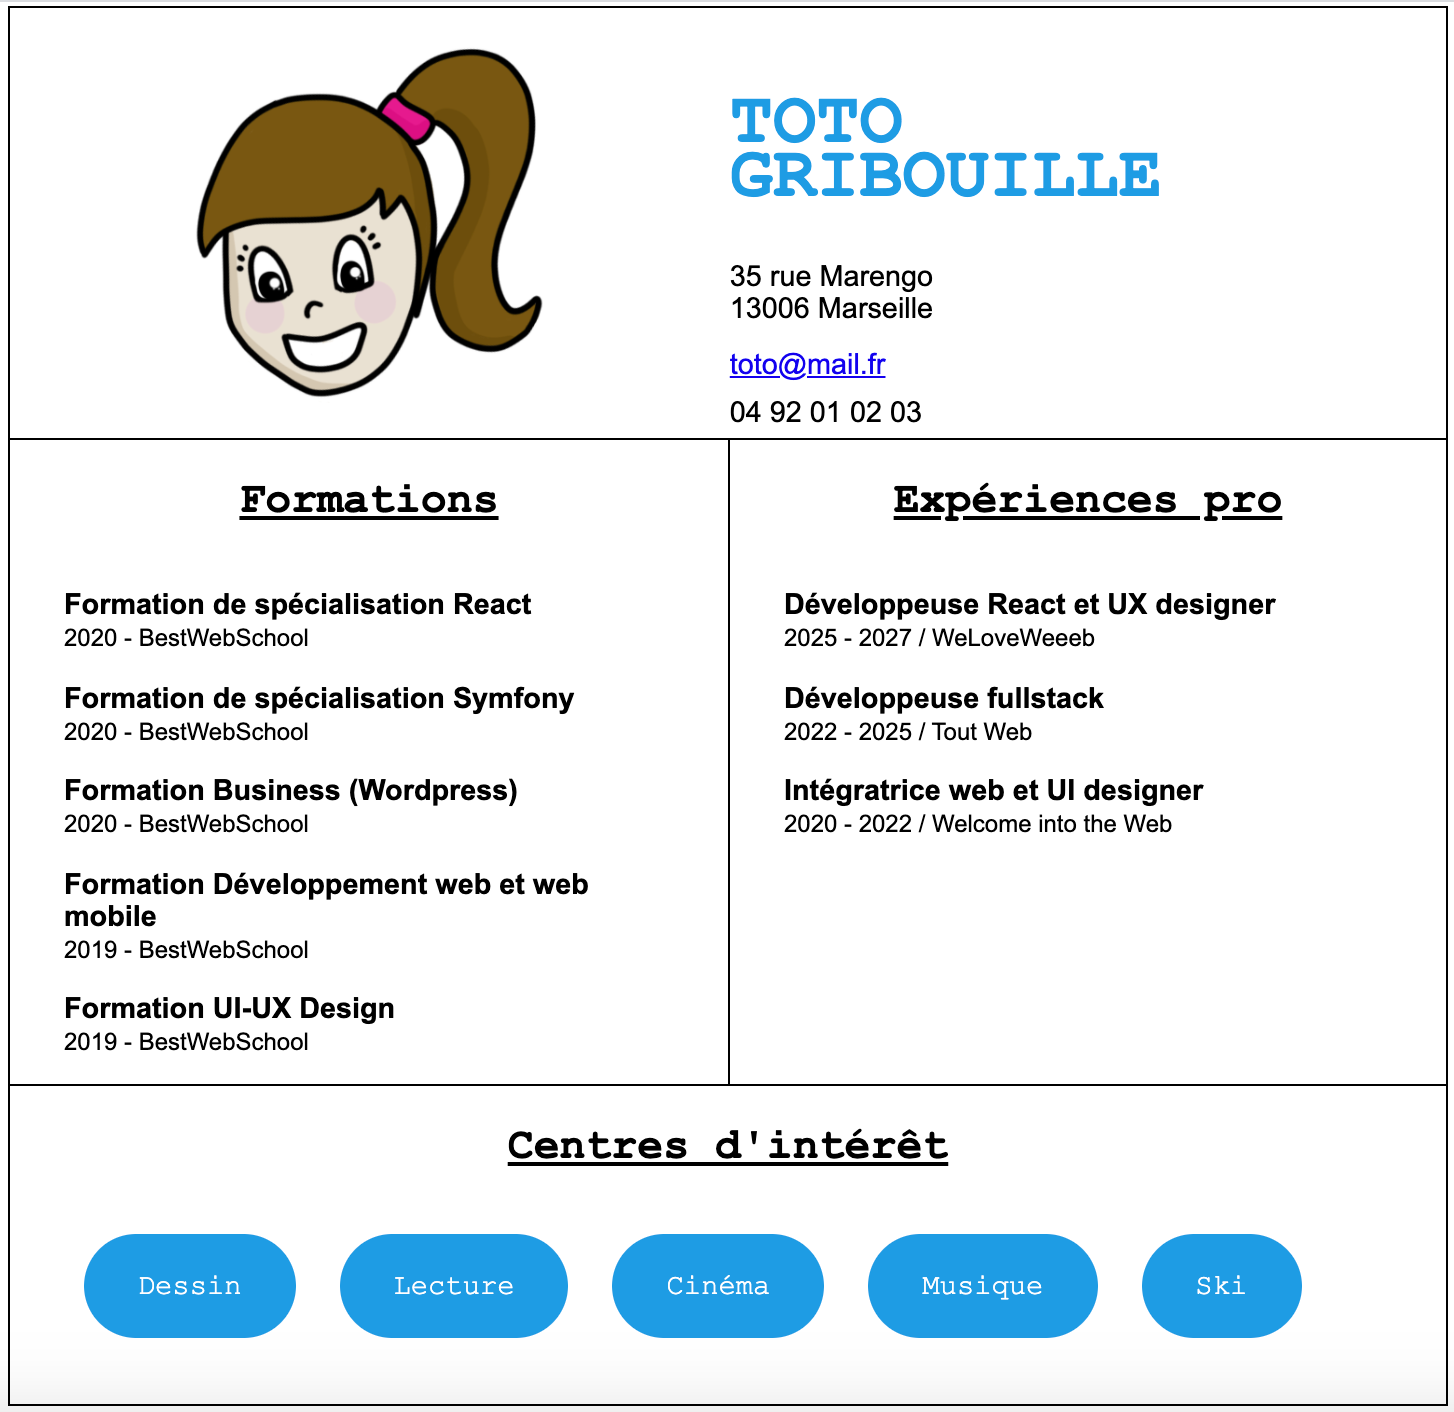 TOTO
GRIBOUILLE
35 rue Marengo
13006 Marseille
toto@mail.fr
04 92 01 02 03
Formations
Formation de spécialisation React
2020 - BestWebSchool
Formation de spécialisation Symfony
2020 - BestWebSchool
Formation Business (Wordpress)
2020 - BestWebSchool
Formation Développement web et web
mobile
2019 - BestWebSchool
Formation UI-UX Design
2019 - BestWebSchool
Expériences pro
Développeuse React et UX designer
2025 - 2027 / WeLoveWeeeb
Développeuse fullstack
2022 - 2025 / Tout Web
Intégratrice web et UI designer
2020 - 2022 / Welcome into the Web
Centres d'intérêt
Dessin
Lecture
Cinéma
Musique
Ski